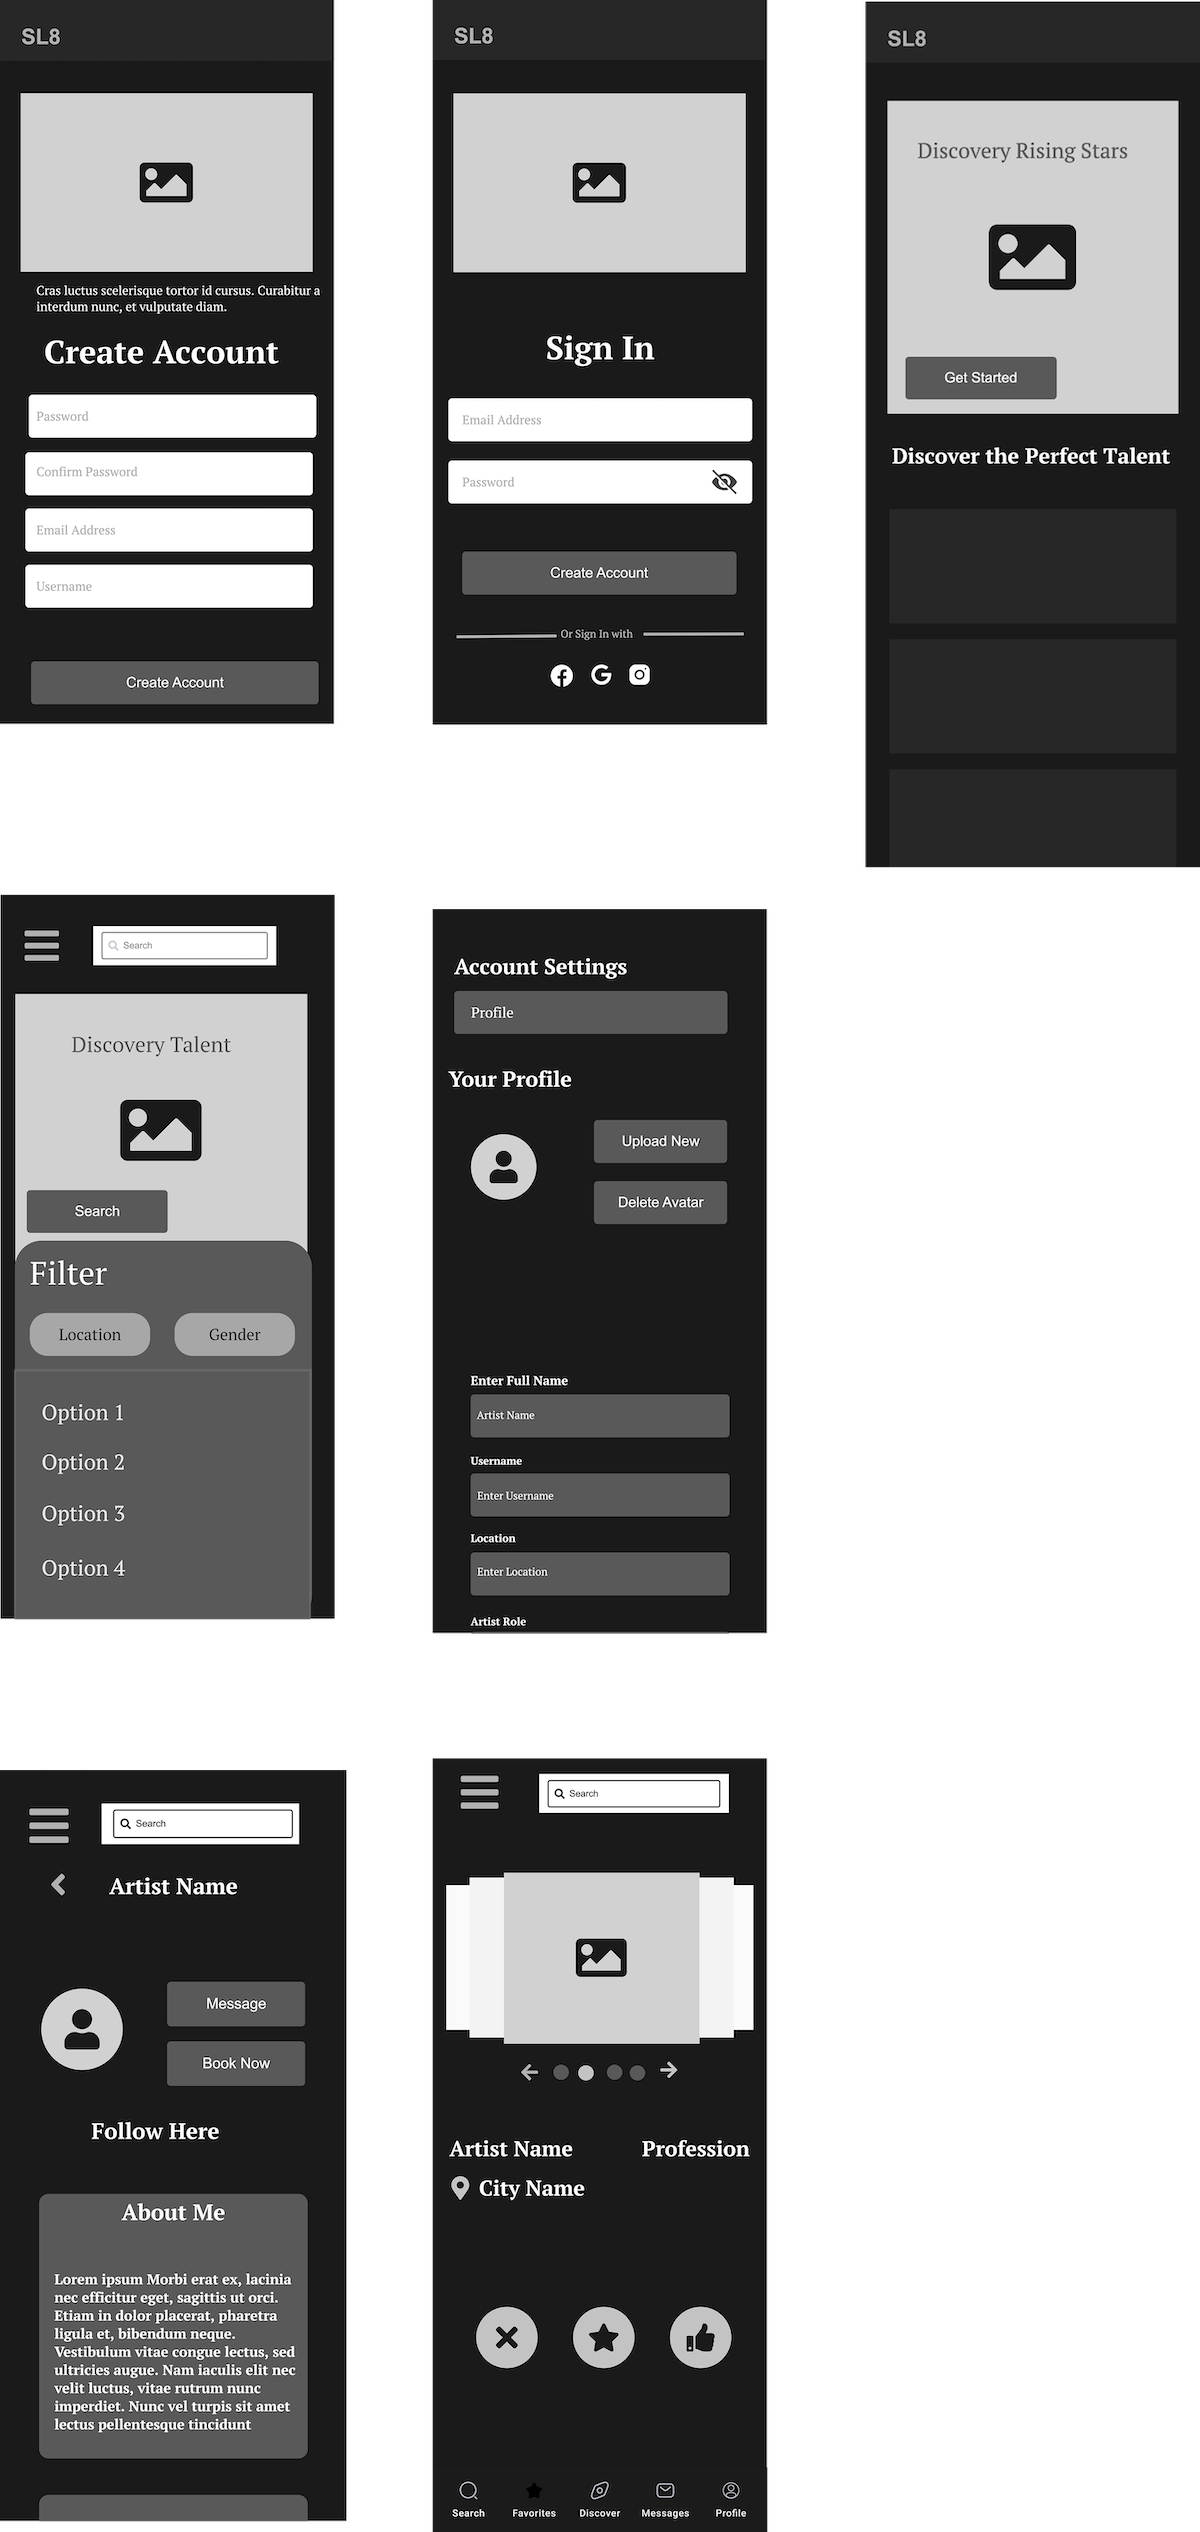 SL8
Cras luctus scelerisque tortor id cursus. Curabitur a
interdum nunc, et vulputate diam.
Create Account
Password
Confirm Password
Email Address
Username
Create Account
SL8
Sign In
Email Address
Password
Create Account
Or Sign In with
SL8
Discovery Rising Stars
Get Started
Discover the Perfect Talent
Search
Discovery Talent
Search
Filter
Location
Gender
Option 1
Option 2
Option 3
Option 4
Account Settings
Profile
Your Profile
Upload New
Delete Avatar
Enter Full Name
Artist Name
Username
Enter Username
Location
Enter Location
Artist Role
Search
Artist Name
Message
Book Now
Follow Here
About Me
Lorem ipsum Morbi erat ex, lacinia
nec efficitur eget, sagittis ut orci.
Etiam in dolor placerat, pharetra
ligula et, bibendum neque.
Vestibulum vitae congue lectus, sed
ultricies augue. Nam iaculis elit nec
velit luctus, vitae rutrum nunc
imperdiet. Nunc vel turpis sit amet
lectus pellentesque tincidunt
Search
Artist Name
Profession
City Name
Search
Favorites
Discover
Messages
Profile